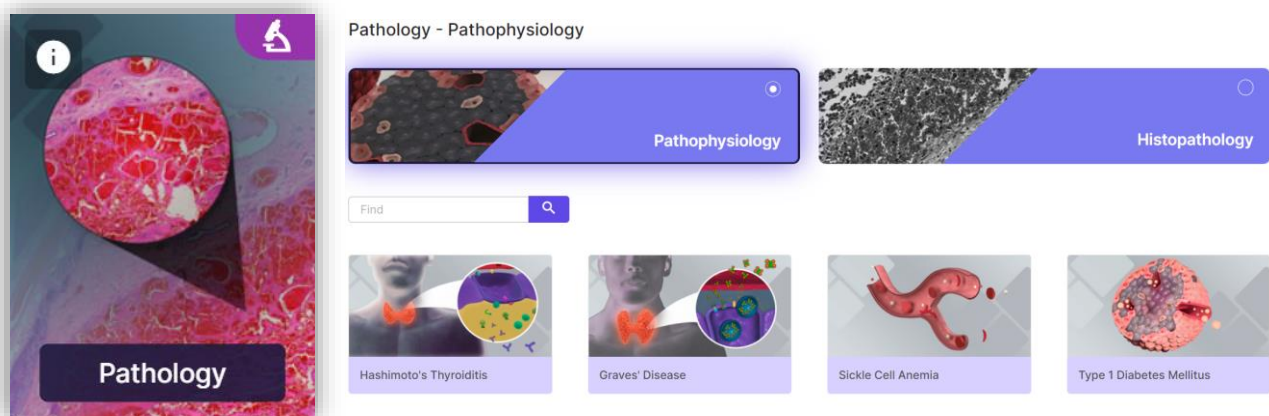 i
Pathology
Pathology - Pathophysiology
Pathophysiology
Histopathology
Find
Hashimoto's Thyroiditis
Graves' Disease
Sickle Cell Anemia
Type 1 Diabetes Mellitus